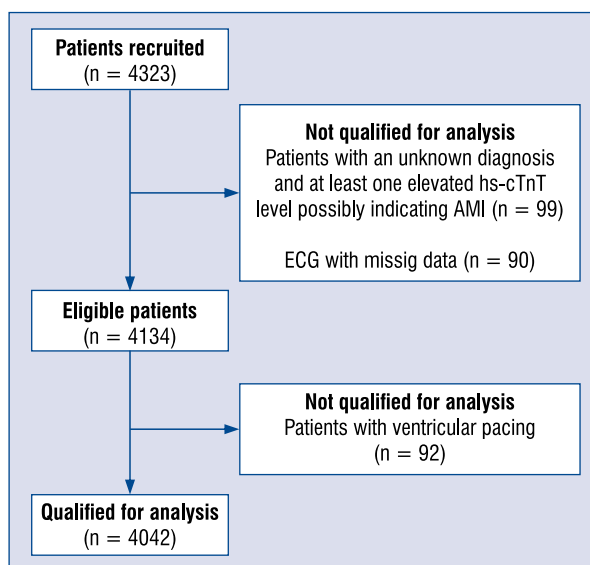 Patients recruited
(n = 4323)
Not qualified for analysis
Patients with an unknown diagnosis
and at least one elevated hs-cTnT
level possibly indicating AMI (n = 99)
ECG with missig data (n = 90)
Eligible patients
(n = 4134)
Not qualified for analysis
Patients with ventricular pacing
(n = 92)
Qualified for analysis
(n = 4042)